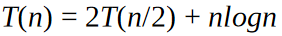 T(n) = 2T(n/2) + nlogn